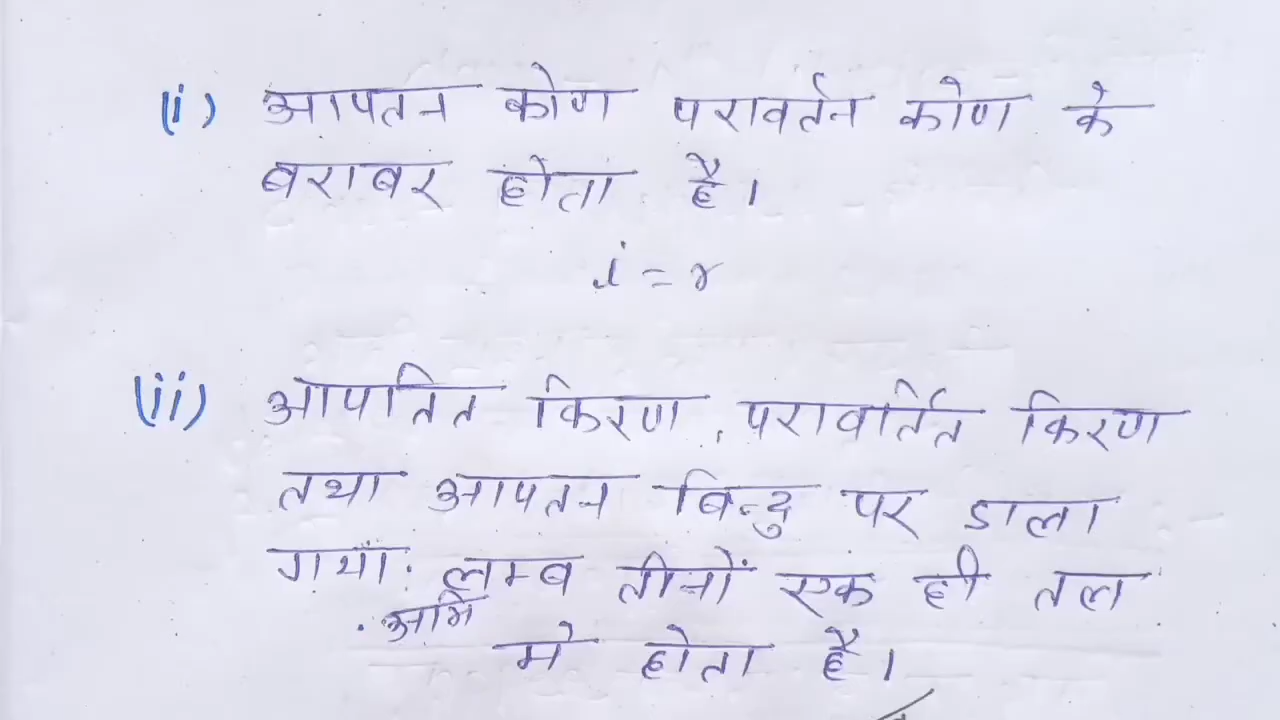 (i) आपतन कोण परावर्तन कोण के
बराबर होता है।
i = r
(ii) आपतित किरण, परावर्तित किरण
तथा आपतन बिन्दु पर डाला
गया लम्ब तीनों एक ही तल
अभि
मे होता है।